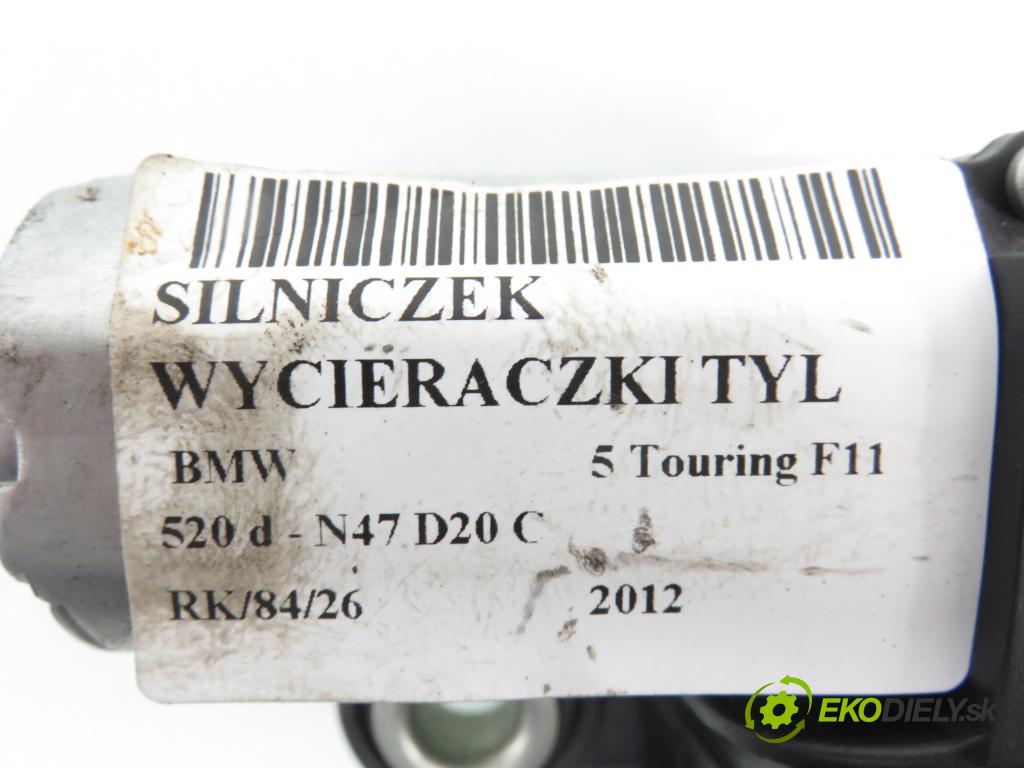 SILNICZEK
WYCIERACZKI TYL
BMW 5 Touring F11
520 d - N47 D20 C
RK/84/26 2012
EKODIELY.sk